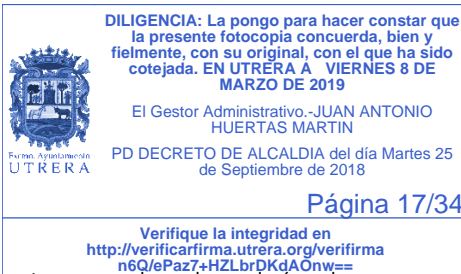 DILIGENCIA: La pongo para hacer constar que
la presente fotocopia concuerda, bien y
fielmente, con su original, con el que ha sido
cotejada. EN UTRERA A VIERNES 8 DE
MARZO DE 2019
El Gestor Administrativo.-JUAN ANTONIO
HUERTAS MARTIN
PD DECRETO DE ALCALDIA del día Martes 25
de Septiembre de 2018
Excmo. Ayuntamiento
UTRERA
Página 17/34
Verifique la integridad en
http://verificarfirma.utrera.org/verifirma
n6Q/ePaz7+HZLbrDKdAOnw==